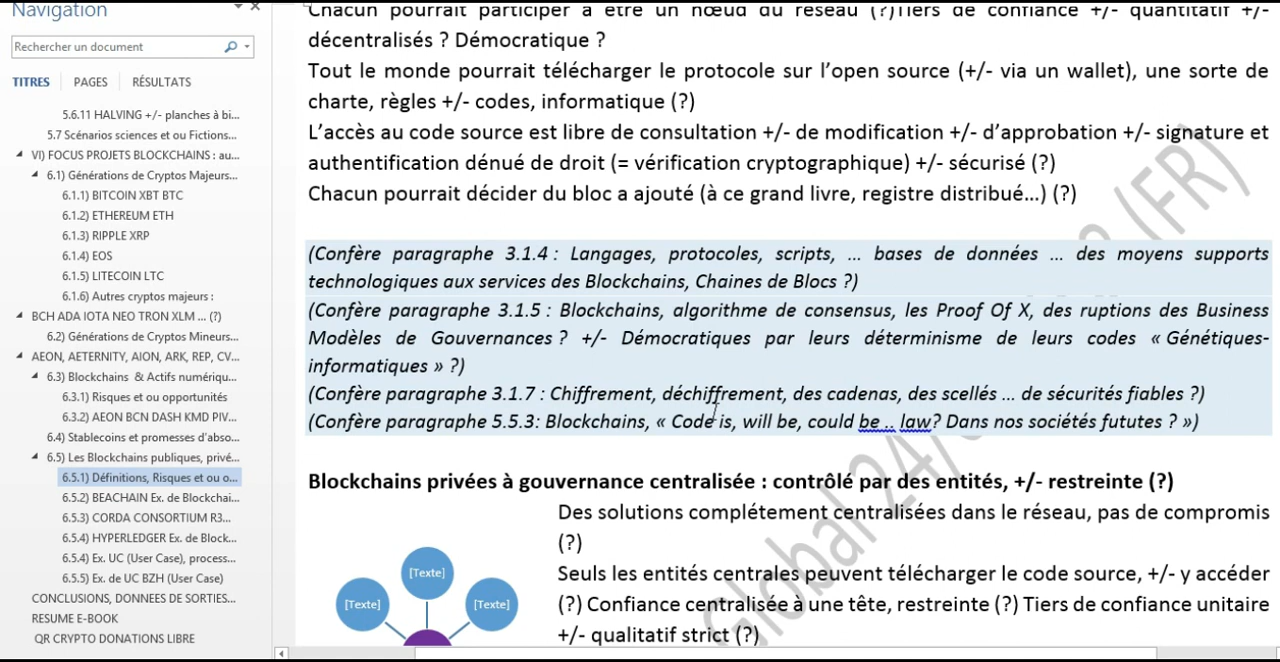 Navigation
Rechercher un document
TITRES PAGES RÉSULTATS
5.6.11 HALVING +/- planches à bi...
5.7 Scénarios sciences et ou Fictions...
VI) FOCUS PROJETS BLOCKCHAINS : au...
6.1) Générations de Cryptos Majeurs...
6.1.1) BITCOIN XBT BTC
6.1.2) ETHEREUM ETH
6.1.3) RIPPLE XRP
6.1.4) EOS
6.1.5) LITECOIN LTC
6.1.6) Autres cryptos majeurs :
BCH ADA IOTA NEO TRON XLM ... (?)
6.2) Générations de Cryptos Mineurs...
AEON, AETERNITY, AION, ARK, REP, CV...
6.3) Blockchains & Actifs numériqu...
6.3.1) Risques et ou opportunités
6.3.2) AEON BCN DASH KMD PIV...
6.4) Stablecoins et promesses d'abso...
6.5) Les Blockchains publiques, privé...
6.5.1) Définitions, Risques et ou o...
6.5.2) BEACHAIN Ex. de Blockchai...
6.5.3) CORDA CONSORTIUM R3...
6.5.4) HYPERLEDGER Ex. de Block...
6.5.4) Ex. UC (User Case), process...
6.5.5) Ex. de UC BZH (User Case)
CONCLUSIONS, DONNEES DE SORTIES...
RESUME E-BOOK
QR CRYPTO DONATIONS LIBRE
Chacun pourrait participer à être un nœud du réseau (?)Tiers de confiance +/- quantitatif +/-
décentralisés ? Démocratique ?
Tout le monde pourrait télécharger le protocole sur l'open source (+/- via un wallet), une sorte de
charte, règles +/- codes, informatique (?)
L'accès au code source est libre de consultation +/- de modification +/- d'approbation +/- signature et
authentification dénué de droit (= vérification cryptographique) +/- sécurisé (?)
Chacun pourrait décider du bloc a ajouté (à ce grand livre, registre distribué...) (?)
(Confère paragraphe 3.1.4 : Langages, protocoles, scripts, ... bases de données ... des moyens supports
technologiques aux services des Blockchains, Chaines de Blocs ?)
(Confère paragraphe 3.1.5 : Blockchains, algorithme de consensus, les Proof Of X, des ruptions des Business
Modèles de Gouvernances ? +/- Démocratiques par leurs déterminisme de leurs codes « Génétiques-
informatiques » ?)
(Confère paragraphe 3.1.7 : Chiffrement, déchiffrement, des cadenas, des scellés ... de sécurités fiables ?)
(Confère paragraphe 5.5.3: Blockchains, « Code is, will be, could be .. law? Dans nos sociétés fututes ? »)
Blockchains privées à gouvernance centralisée : contrôlé par des entités, +/- restreinte (?)
Des solutions complétement centralisées dans le réseau, pas de compromis
(?)
Seuls les entités centrales peuvent télécharger le code source, +/- y accéder
(?) Confiance centralisée à une tête, restreinte (?) Tiers de confiance unitaire
+/- qualitatif strict (?)
[Texte]
[Texte] [Texte]
Global 24/
(FR)